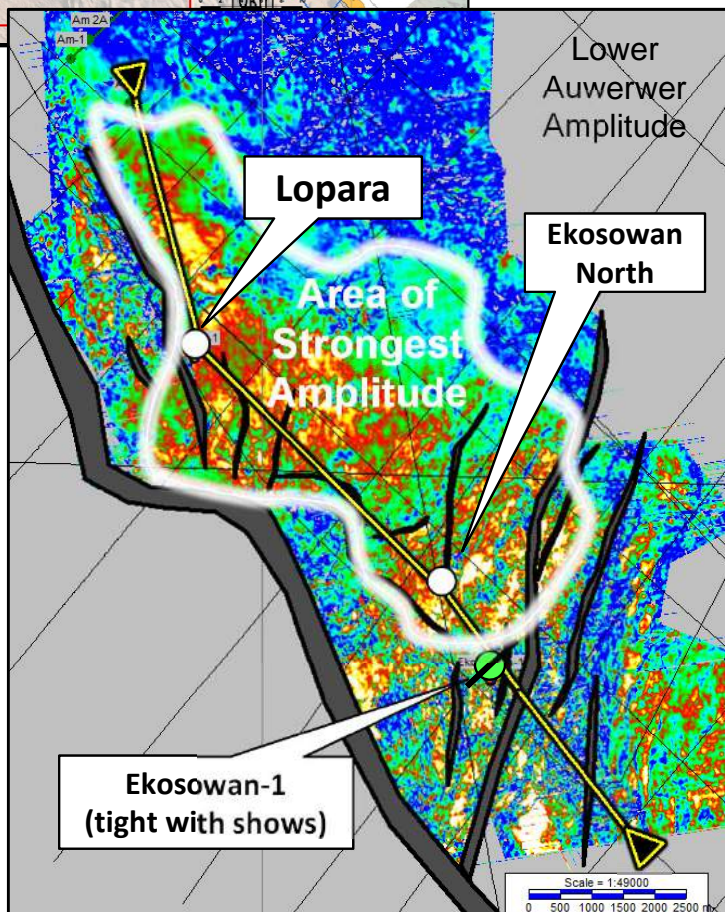 Am 2A
Am-1
Lower
Auwerwer
Amplitude
Lopara
Ekosowan
North
Area of
Strongest
Amplitude
Ekosowan-1
(tight with shows)
Scale = 1:49000
0 500 1000 1500 2000 2500 m